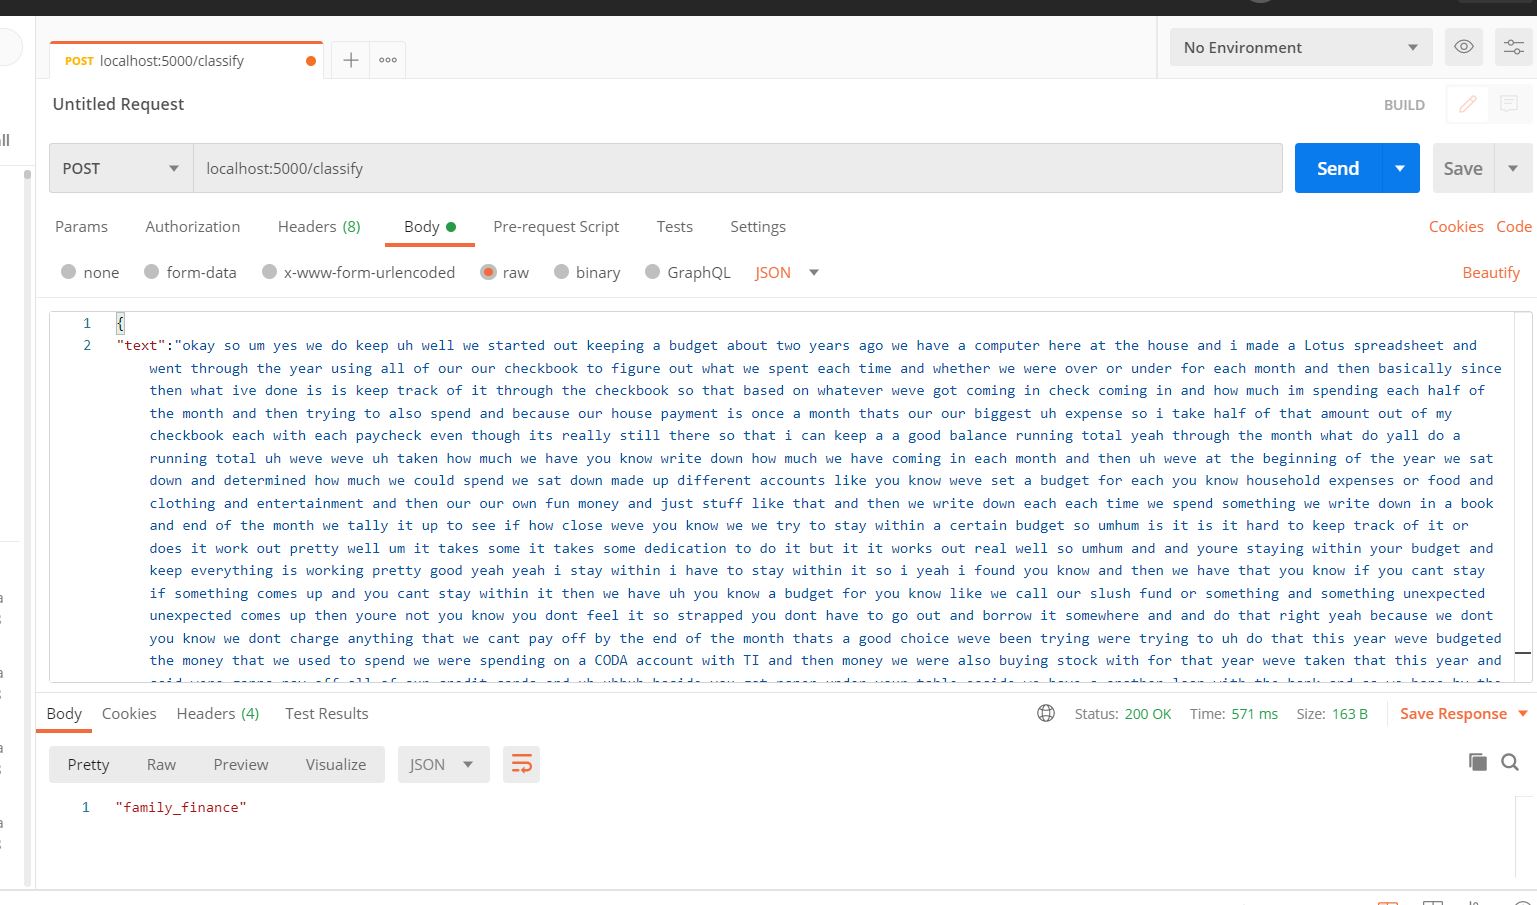 POST localhost:5000/classify
No Environment
Untitled Request
BUILD
POST localhost:5000/classify
Send
Save
Params Authorization Headers (8) Body Pre-request Script Tests Settings
Cookies Code
none form-data x-www-form-urlencoded raw binary GraphQL JSON
Beautify
1 {
2 "text":"okay so um yes we do keep uh well we started out keeping a budget about two years ago we have a computer here at the house and i made a Lotus spreadsheet and
went through the year using all of our our checkbook to figure out what we spent each time and whether we were over or under for each month and then basically since
then what ive done is is keep track of it through the checkbook so that based on whatever weve got coming in check coming in and how much im spending each half of
the month and then trying to also spend and because our house payment is once a month thats our our biggest uh expense so i take half of that amount out of my
checkbook each with each paycheck even though its really still there so that i can keep a a good balance running total yeah through the month what do yall do a
running total uh weve weve uh taken how much we have you know write down how much we have coming in each month and then uh weve at the beginning of the year we sat
down and determined how much we could spend we sat down made up different accounts like you know weve set a budget for each you know household expenses or food and
clothing and entertainment and then our our own fun money and just stuff like that and then we write down each each time we spend something we write down in a book
and end of the month we tally it up to see if how close weve you know we we try to stay within a certain budget so umhum is it is it hard to keep track of it or
does it work out pretty well um it takes some it takes some dedication to do it but it it works out real well so umhum and and youre staying within your budget and
keep everything is working pretty good yeah yeah i stay within i have to stay within it so i yeah i found you know and then we have that you know if you cant stay
if something comes up and you cant stay within it then we have uh you know a budget for you know like we call our slush fund or something and something unexpected
unexpected comes up then youre not you know you dont feel it so strapped you dont have to go out and borrow it somewhere and and do that right yeah because we dont
you know we dont charge anything that we cant pay off by the end of the month thats a good choice weve been trying were trying to uh do that this year weve budgeted
the money that we used to spend we were spending on a CODA account with TI and then money we were also buying stock with for that year weve taken that this year and
Body Cookies Headers (4) Test Results
Status: 200 OK Time: 571 ms Size: 163 B
Save Response
Pretty Raw Preview Visualize JSON
1 "family_finance"